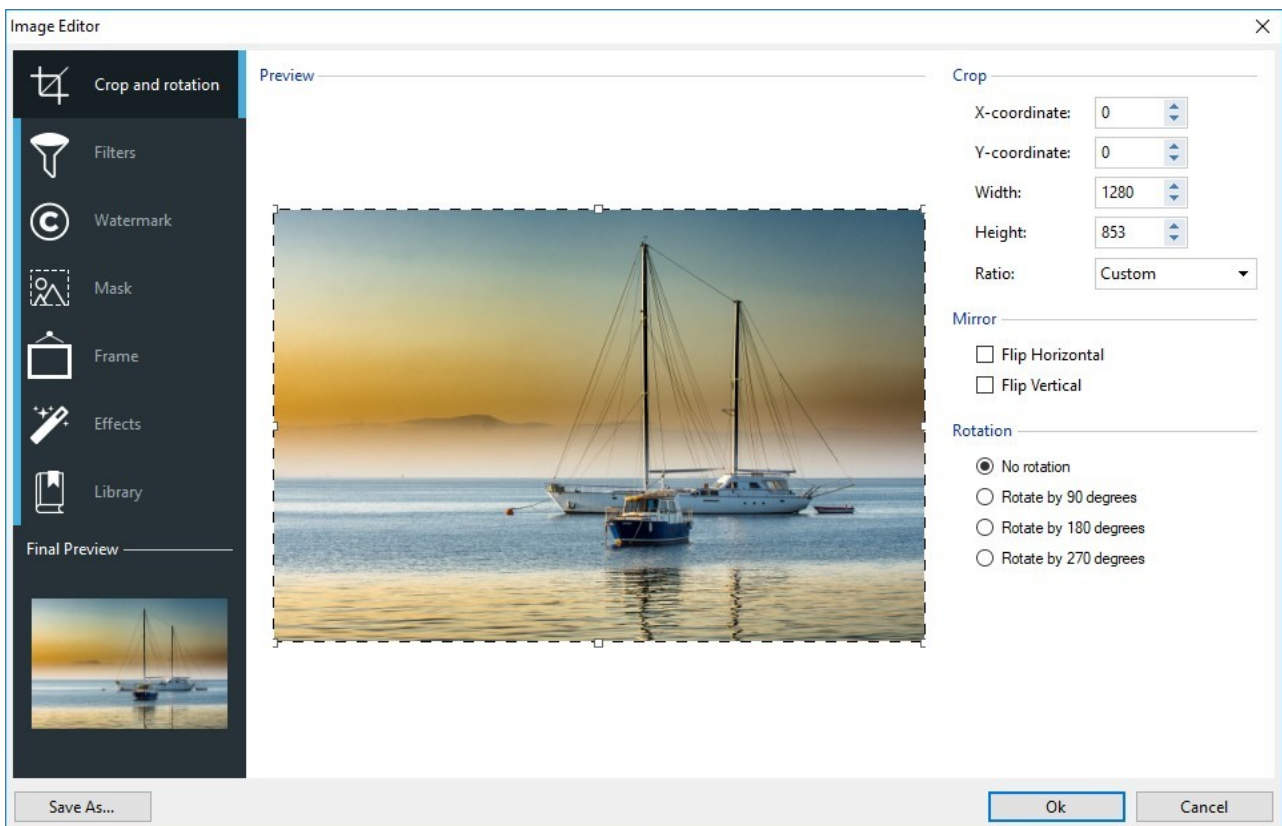 Image Editor
Crop and rotation
Filters
Watermark
Mask
Frame
Effects
Library
Final Preview
Preview
Crop
X-coordinate: 0
Y-coordinate: 0
Width: 1280
Height: 853
Ratio: Custom
Mirror
Flip Horizontal
Flip Vertical
Rotation
No rotation
Rotate by 90 degrees
Rotate by 180 degrees
Rotate by 270 degrees
Save As...
Ok
Cancel